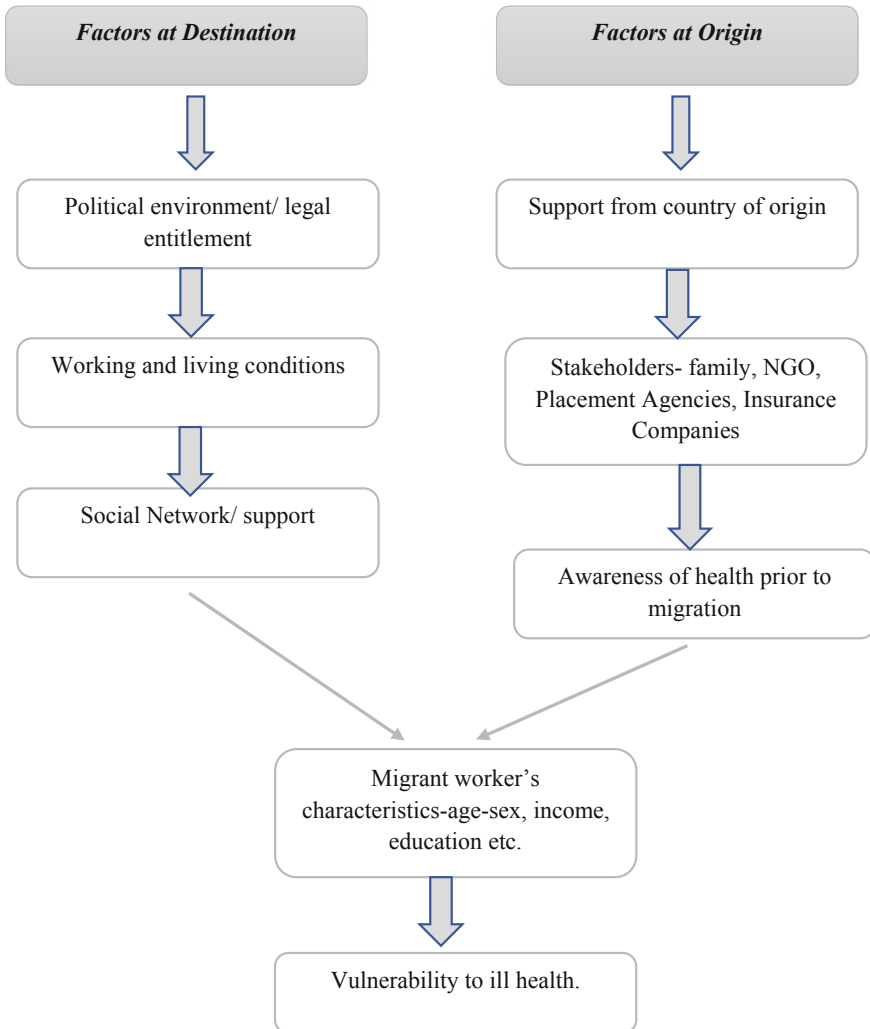 Factors at Destination
Factors at Origin
Political environment/ legal
entitlement
Support from country of origin
Working and living conditions
Stakeholders- family, NGO,
Placement Agencies, Insurance
Companies
Social Network/ support
Awareness of health prior to
migration
Migrant worker’s
characteristics-age-sex, income,
education etc.
Vulnerability to ill health.